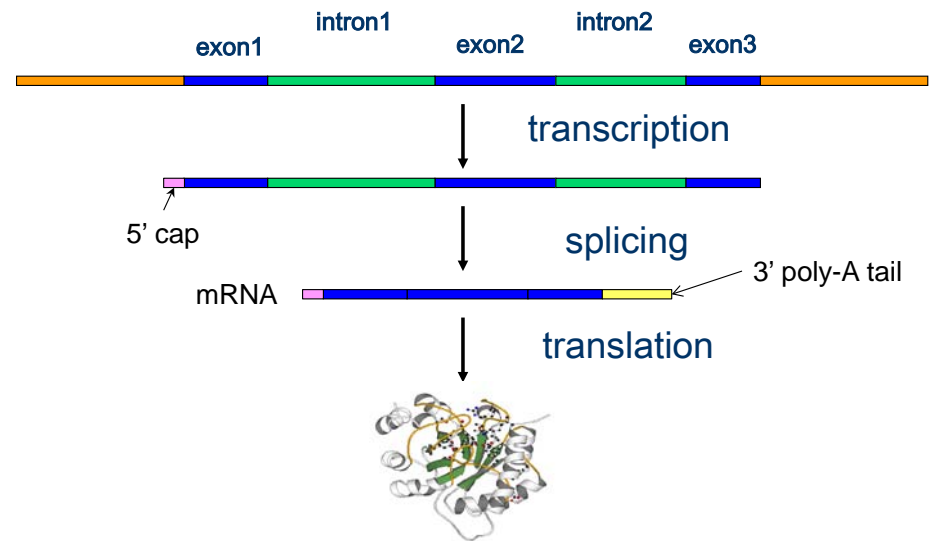 intron1
intron2
exon1
exon2
exon3
transcription
5’ cap
splicing
3’ poly-A tail
mRNA
translation